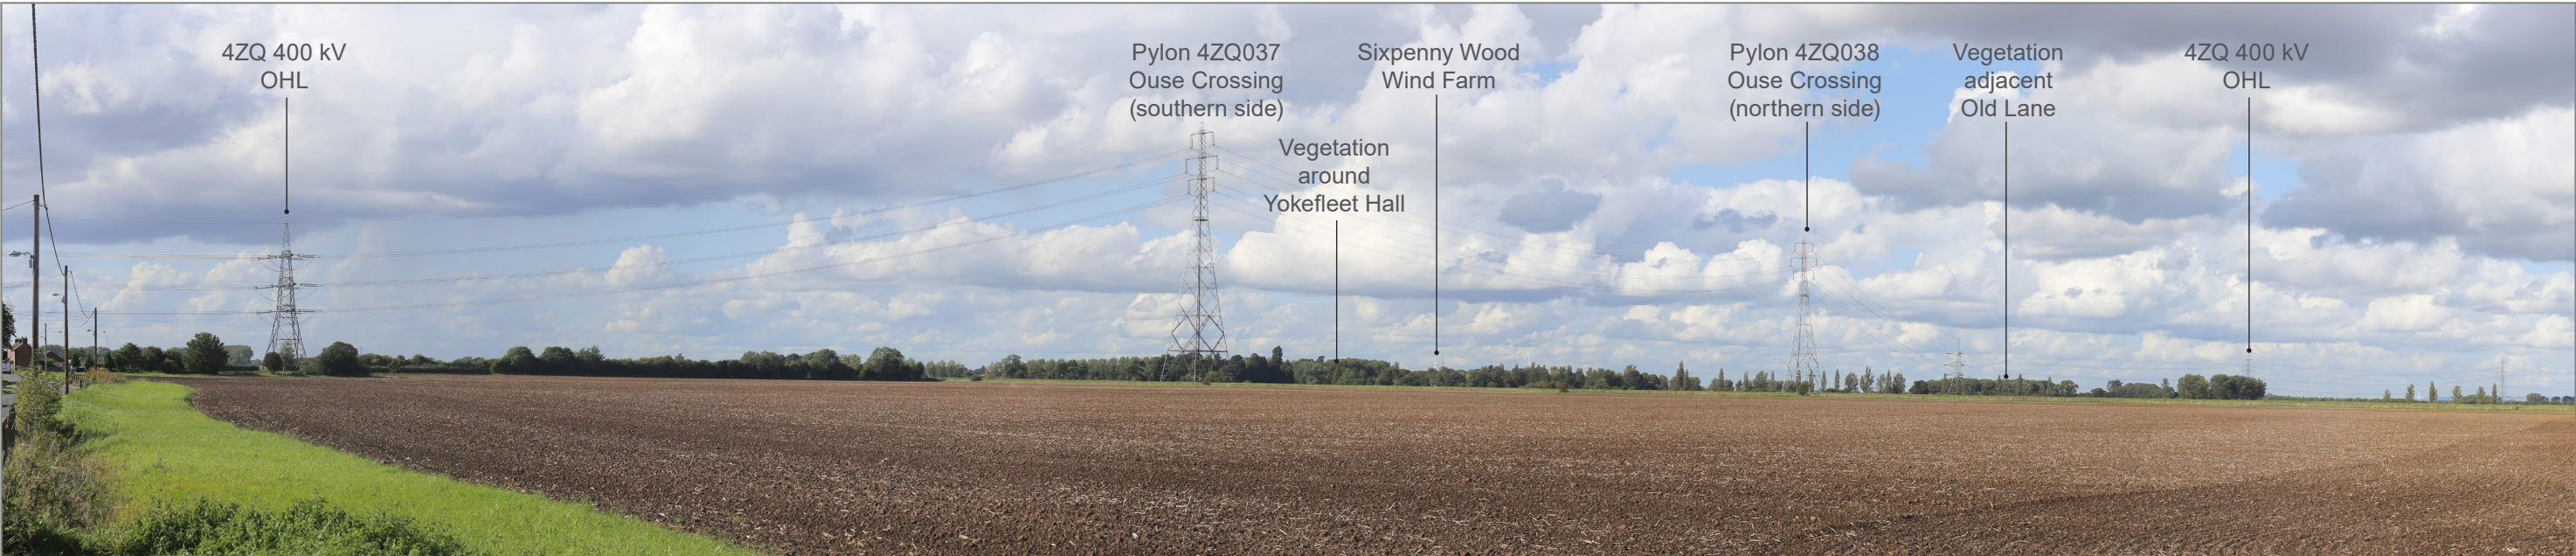 4ZQ 400 kV
OHL
Pylon 4ZQ037
Ouse Crossing
(southern side)
Vegetation
around
Yokefleet Hall
Sixpenny Wood
Wind Farm
Pylon 4ZQ038
Ouse Crossing
(northern side)
Vegetation
adjacent
Old Lane
4ZQ 400 kV
OHL